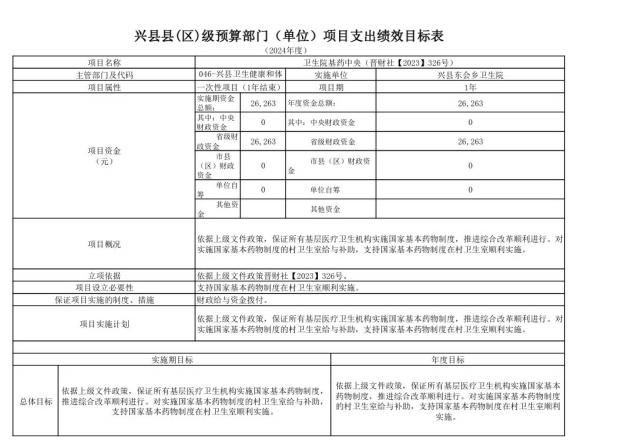 兴县县(区)级预算部门（单位）项目支出绩效目标表
（2024年度）
项目名称 卫生院基药中央（晋财社【2023】326号）
主管部门及代码 046-兴县卫生健康和体 实施单位 兴县东会乡卫生院
项目属性 一次性项目（1年结束） 项目期 1年
项目资金
（元）
实施期资金
总额： 26,263 年度资金总额： 26,263
其中：中央
财政资金 0 其中：中央财政资金 0
省级财
政资金 26,263 省级财政资金 26,263
市县
（区）财政
资金 0 市县（区）财政资
金 0
单位自
筹 0 单位自筹 0
其他资
金 其他资金
项目概况
依据上级文件政策，保证所有基层医疗卫生机构实施国家基本药物制度，推进综合改革顺利进行。对
实施国家基本药物制度的村卫生室给与补助，支持国家基本药物制度在村卫生室顺利实施。
立项依据 依据上级文件政策晋财社【2023】326号。
项目设立必要性 支持国家基本药物制度在村卫生室顺利实施。
保证项目实施的制度、措施 财政给与资金拨付。
项目实施计划
依据上级文件政策，保证所有基层医疗卫生机构实施国家基本药物制度，推进综合改革顺利进行。对
实施国家基本药物制度的村卫生室给与补助，支持国家基本药物制度在村卫生室顺利实施。
实施期目标 年度目标
总体目标
依据上级文件政策，保证所有基层医疗卫生机构实施国家基本药物制度，
推进综合改革顺利进行。对实施国家基本药物制度的村卫生室给与补助，
支持国家基本药物制度在村卫生室顺利实施。
依据上级文件政策，保证所有基层医疗卫生机构实施国家基本药物
制度，推进综合改革顺利进行。对实施国家基本药物制度的村卫生
室给与补助，支持国家基本药物制度在村卫生室顺利
实施。